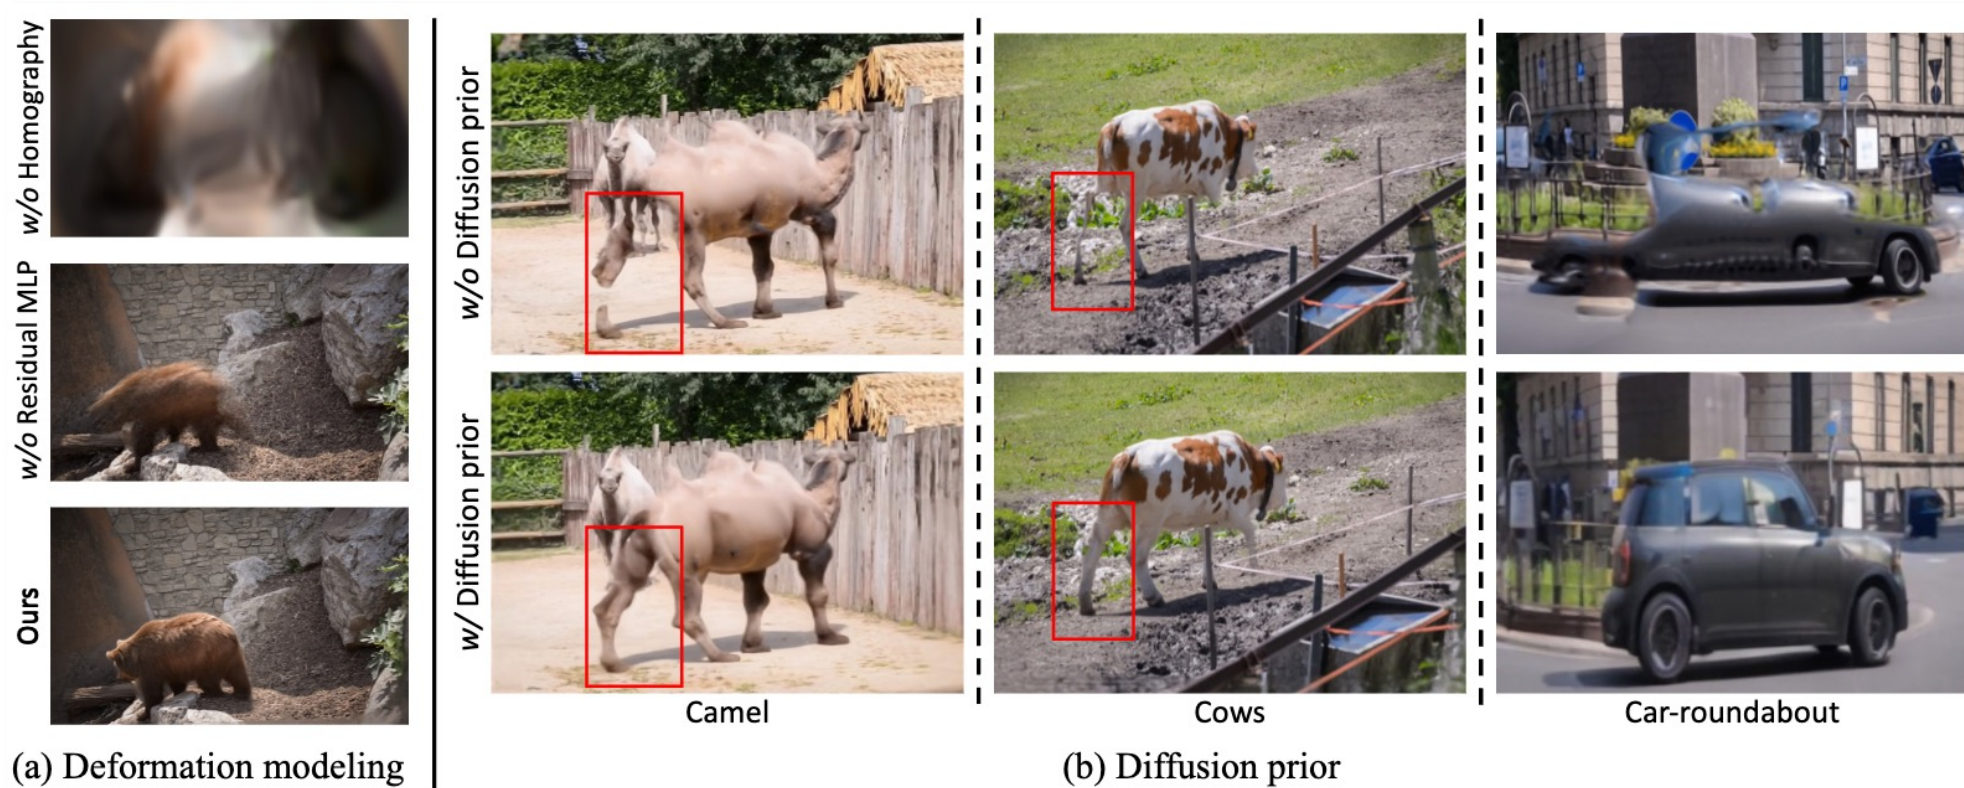 w/o Homography
w/o Residual MLP
Ours
(a) Deformation modeling
w/o Diffusion prior
w/ Diffusion prior
Camel
Cows
Car-roundabout
(b) Diffusion prior